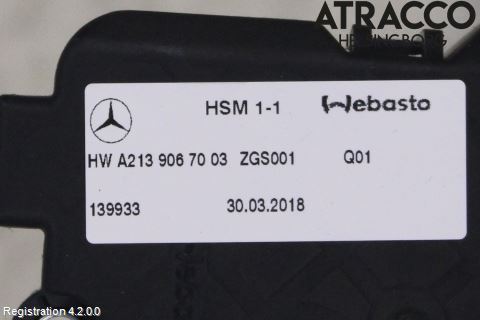 ATRACCO
HELSINGBORG
HSM 1-1 Webasto
HW A213 906 70 03 ZGS001 Q01
139933 30.03.2018
Registration 4.2.0.0